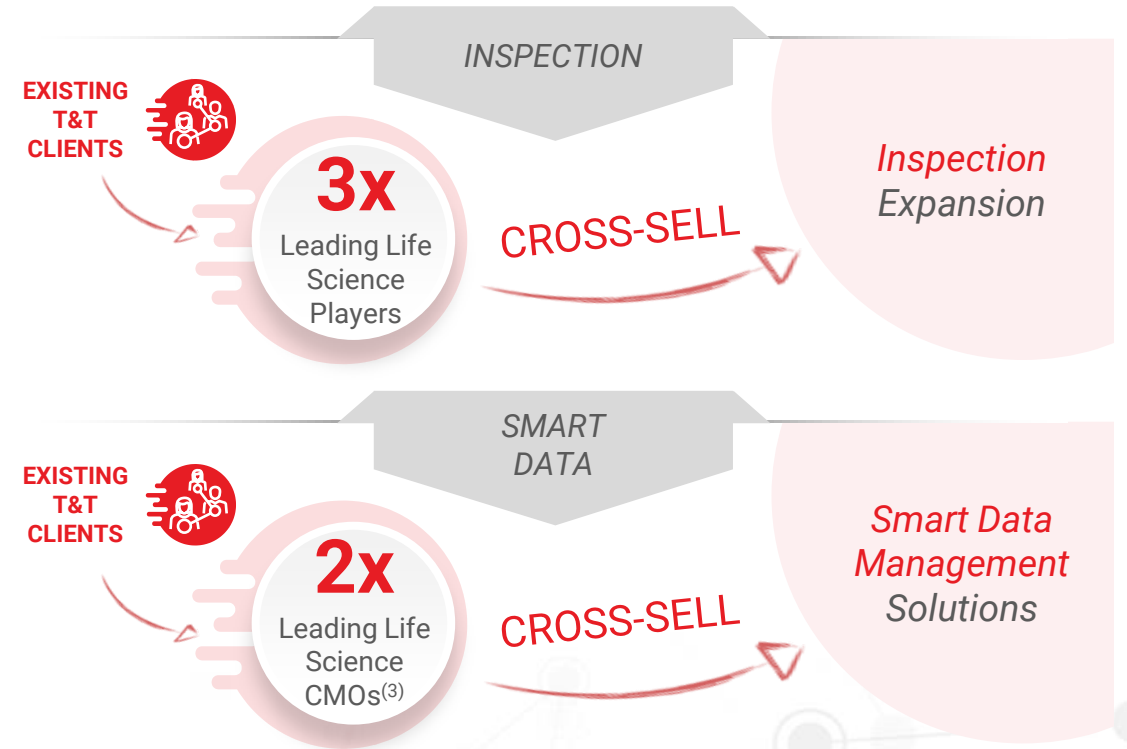 INSPECTION
EXISTING
T&T
CLIENTS
3x
Leading Life
Science
Players
CROSS-SELL
Inspection
Expansion
SMART
DATA
EXISTING
T&T
CLIENTS
2x
Leading Life
Science
CMOs(3)
CROSS-SELL
Smart Data
Management
Solutions